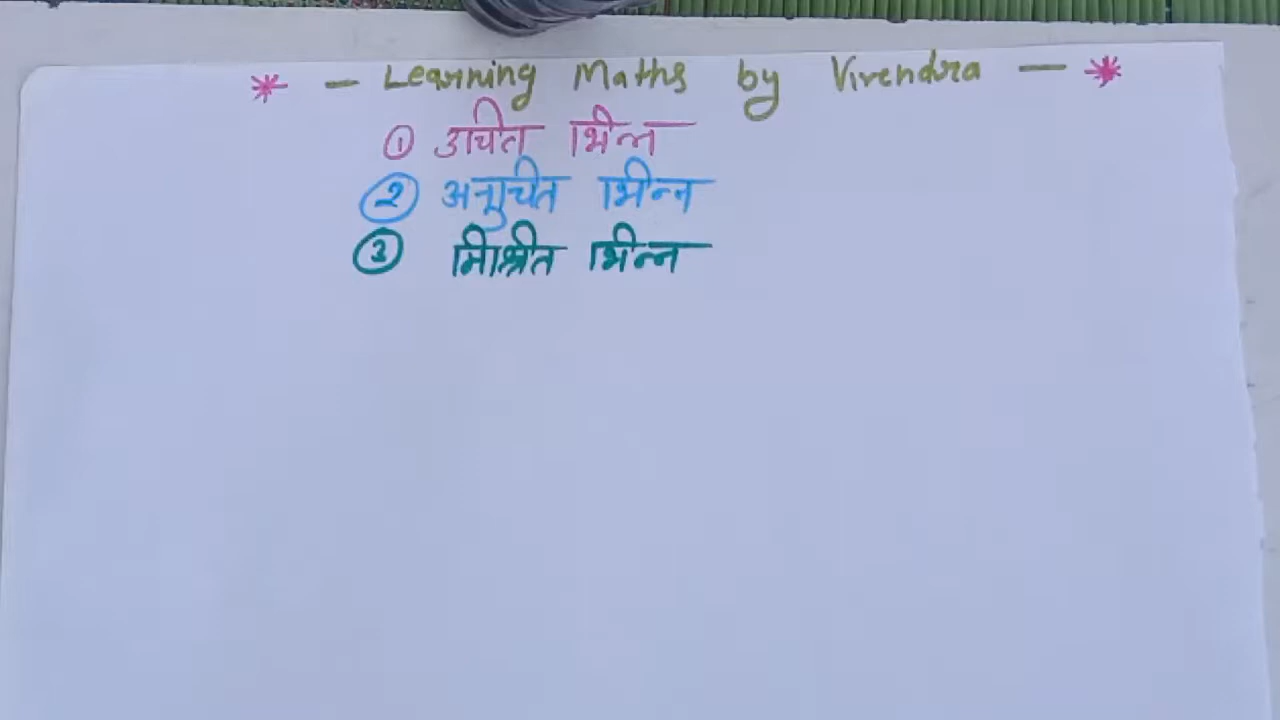 * — Learning Maths by Virendra — *
① उचित भिन्न
② अनुचित भिन्न
③ मिश्रित भिन्न